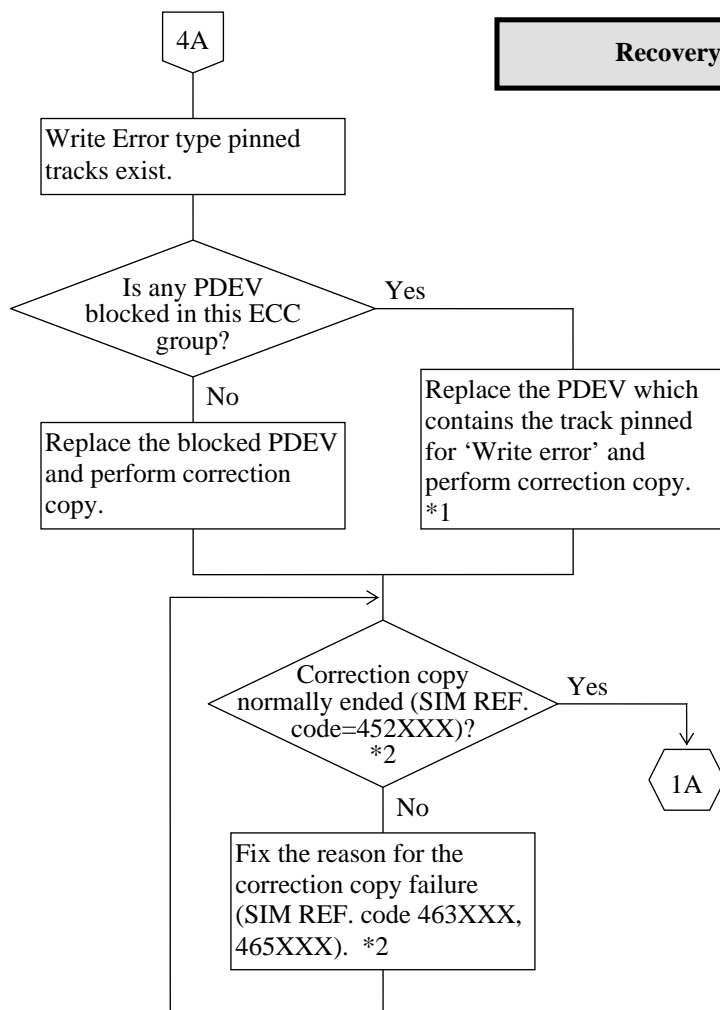 4A
Recovery
Write Error type pinned
tracks exist.
Is any PDEV
blocked in this ECC
group?
Yes
No
Replace the PDEV which
contains the track pinned
for ‘Write error’ and
perform correction copy.
*1
Replace the blocked PDEV
and perform correction
copy.
Correction copy
normally ended (SIM REF.
code=452XXX)?
*2
Yes
1A
No
Fix the reason for the
correction copy failure
(SIM REF. code 463XXX,
465XXX).  *2